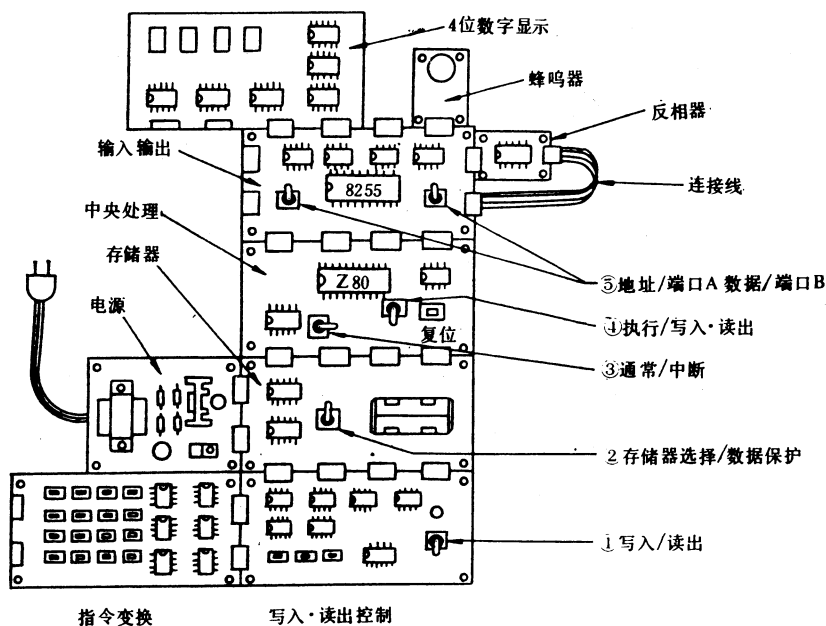 4位数字显示
蜂鸣器
反相器
输入输出
8255
连接线
中央处理
存储器
Z80
⑤地址/端口A 数据/端口B
电源
复位
④执行/写入·读出
③通常/中断
②存储器选择/数据保护
①写入/读出
指令变换
写入·读出控制